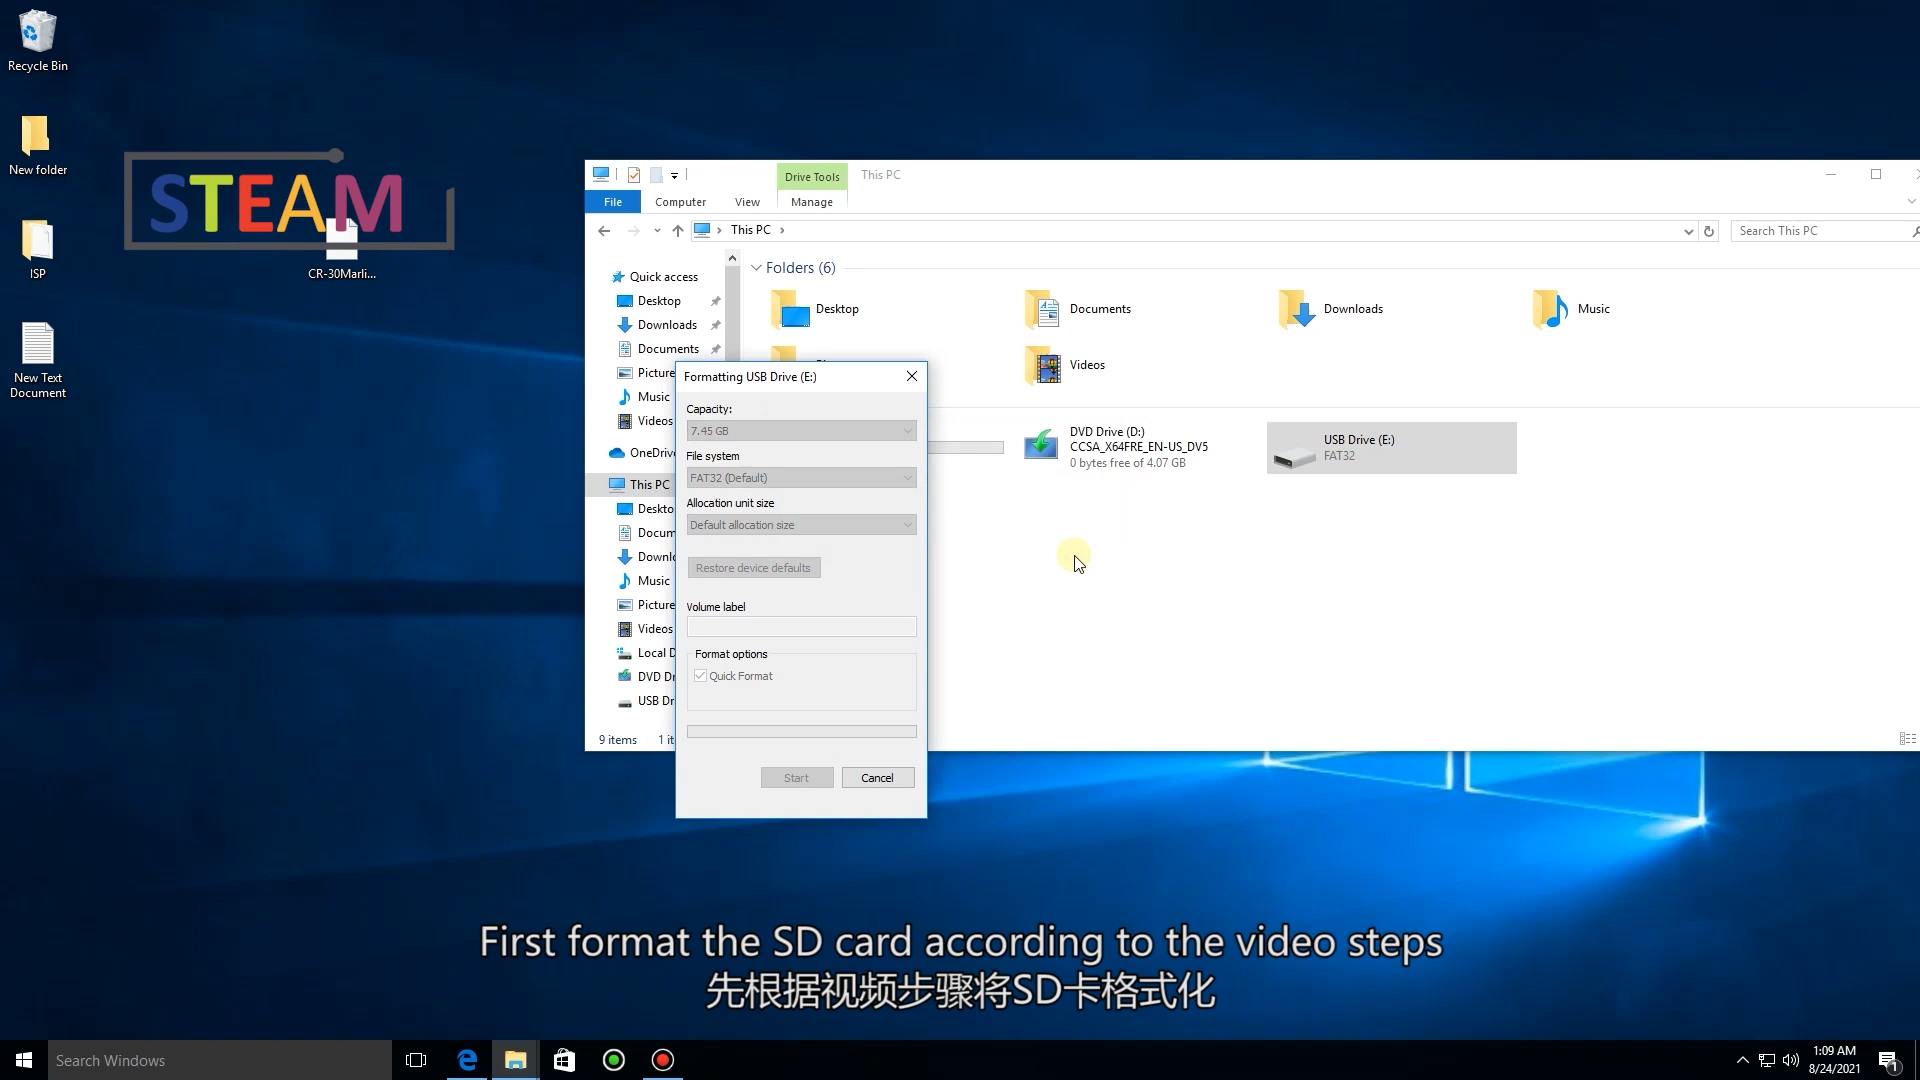 Recycle Bin
New folder
ISP
New Text
Document
STEAM
CR-30Marli...
Drive Tools
This PC
File
Computer
View
Manage
This PC
Search This PC
Quick access
Desktop
Downloads
Documents
Picture
Music
Videos
OneDrive
This PC
Deskto
Docum
Downl
Music
Picture
Videos
Local D
DVD Dr
USB Dr
9 items
1 it
Folders (6)
Desktop
Documents
Downloads
Music
Videos
DVD Drive (D:)
CCSA_X64FRE_EN-US_DV5
0 bytes free of 4.07 GB
USB Drive (E:)
FAT32
Formatting USB Drive (E:)
Capacity:
7.45 GB
File system
FAT32 (Default)
Allocation unit size
Default allocation size
Restore device defaults
Volume label
Format options
Quick Format
Start
Cancel
First format the SD card according to the video steps
先根据视频步骤将SD卡格式化
Search Windows
1:09 AM
8/24/2021
1